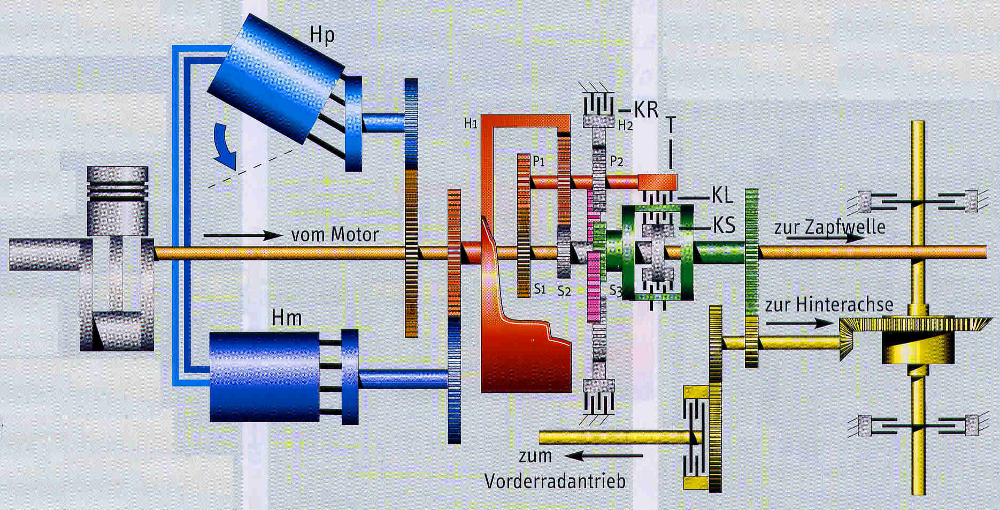 Hp
KR
H1
H2
T
P1
P2
KL
KS
vom Motor
zur Zapfwelle
S1
S2
S3
zur Hinterachse
Hm
zum
Vorderradantrieb